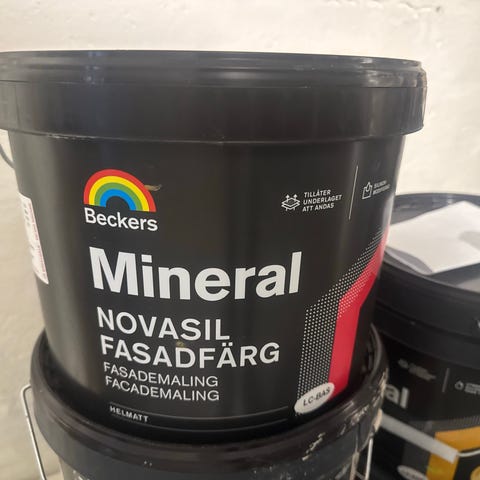 Beckers
TILLÅTER
UNDERLAGET
ATT ANDAS
Mineral
NOVASIL
FASADFÄRG
FASADEMALING
FACADEMALING
HELMATT
LC-BAS
al